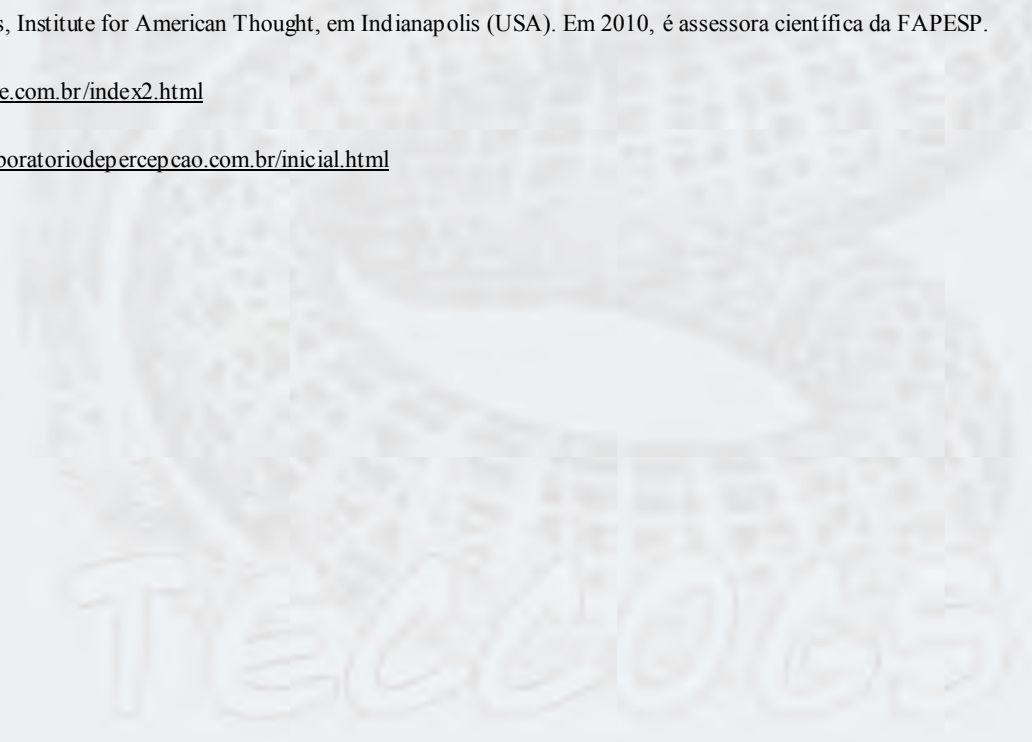 s, Institute for American Thought, em Indianapolis (USA). Em 2010, é assessora científica da FAPESP.
e.com.br/index2.html
boratoriodepercepcao.com.br/inicial.html
TECCOGS